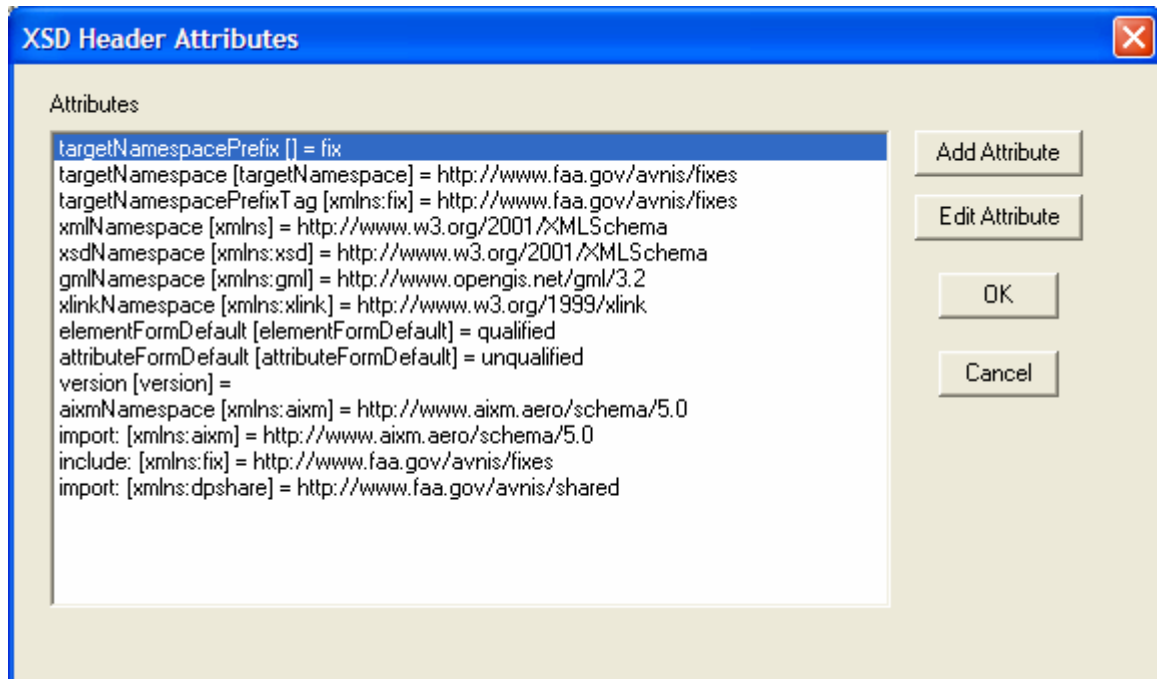 XSD Header Attributes
Attributes
targetNamespacePrefix [] = fix
targetNamespace [targetNamespace] = http://www.faa.gov/avnis/fixes
targetNamespacePrefixTag [xmlns:fix] = http://www.faa.gov/avnis/fixes
xmlNamespace [xmlns] = http://www.w3.org/2001/XMLSchema
xsdNamespace [xmlns:xsd] = http://www.w3.org/2001/XMLSchema
gmlNamespace [xmlns:gml] = http://www.opengis.net/gml/3.2
xlinkNamespace [xmlns:xlink] = http://www.w3.org/1999/xlink
elementFormDefault [elementFormDefault] = qualified
attributeFormDefault [attributeFormDefault] = unqualified
version [version] =
aixmNamespace [xmlns:aixm] = http://www.aixm.aero/schema/5.0
import: [xmlns:aixm] = http://www.aixm.aero/schema/5.0
include: [xmlns:fix] = http://www.faa.gov/avnis/fixes
import: [xmlns:dpshare] = http://www.faa.gov/avnis/shared
Add Attribute
Edit Attribute
OK
Cancel